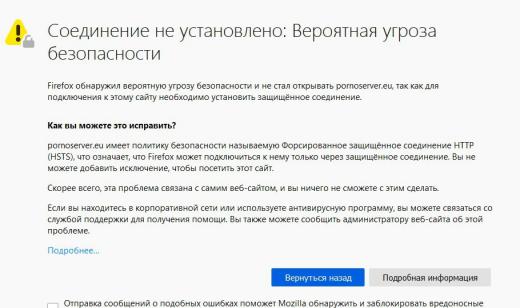 Соединение не установлено: Вероятная угроза
безопасности
Firefox обнаружил вероятную угрозу безопасности и не стал открывать pornoserver.eu, так как для
подключения к этому сайту необходимо установить защищённое соединение.
Как вы можете это исправить?
pornoserver.eu имеет политику безопасности называемую Форсированное защищённое соединение HTTP
(HSTS), что означает, что Firefox может подключиться к нему только через защищённое соединение. Вы не
можете добавить исключение, чтобы посетить этот сайт.
Скорее всего, эта проблема связана с самим веб-сайтом, и вы ничего не сможете с этим сделать.
Если вы находитесь в корпоративной сети или используете антивирусную программу, вы можете связаться со
службой поддержки для получения помощи. Вы также можете сообщить администратору веб-сайта об этой
проблеме.
Подробнее...
Вернуться назад Подробная информация
Отправка сообщений о подобных ошибках поможет Mozilla обнаружить и заблокировать вредоносные